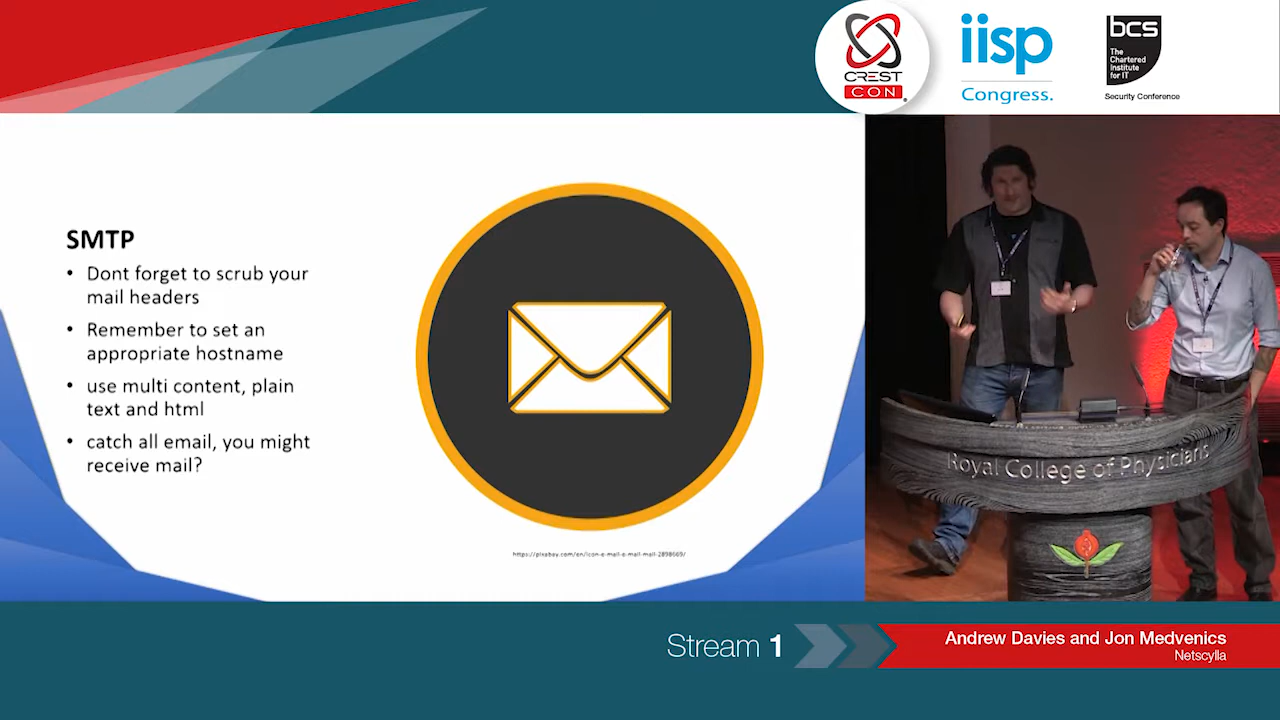 CREST
CON
iisp
Congress.
bcs
The
Chartered
Institute
for IT
Security Conference
SMTP
• Dont forget to scrub your
mail headers
• Remember to set an
appropriate hostname
• use multi content, plain
text and html
• catch all email, you might
receive mail?
https://pixabay.com/en/icon-e-mail-e-mail-mail-2898669/
Royal College of Physicians
Stream 1
Andrew Davies and Jon Medvenics
Netscylla